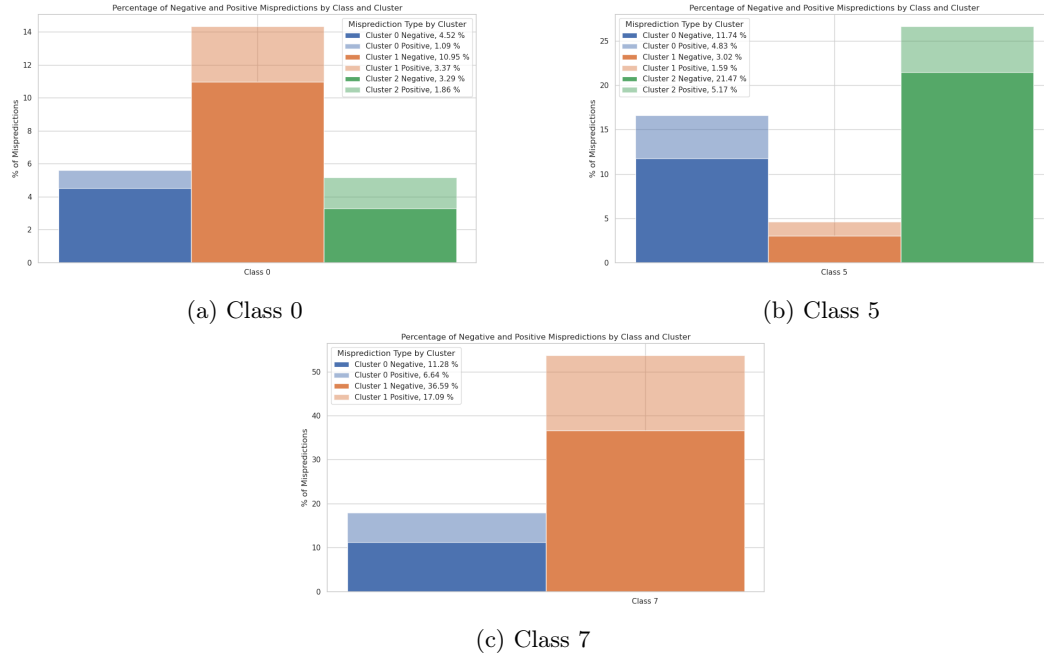 Percentage of Negative and Positive Mispredictions by Class and Cluster
% of Mispredictions
14
12
10
8
6
4
2
0
Misprediction Type by Cluster
Cluster 0 Negative, 4.52 %
Cluster 0 Positive, 1.09 %
Cluster 1 Negative, 10.95 %
Cluster 1 Positive, 3.37 %
Cluster 2 Negative, 3.29 %
Cluster 2 Positive, 1.86 %
Class 0
(a) Class 0
Percentage of Negative and Positive Mispredictions by Class and Cluster
% of Mispredictions
25
20
15
10
5
0
Misprediction Type by Cluster
Cluster 0 Negative, 11.74 %
Cluster 0 Positive, 4.83 %
Cluster 1 Negative, 3.02 %
Cluster 1 Positive, 1.59 %
Cluster 2 Negative, 21.47 %
Cluster 2 Positive, 5.17 %
Class 5
(b) Class 5
Percentage of Negative and Positive Mispredictions by Class and Cluster
% of Mispredictions
50
40
30
20
10
0
Misprediction Type by Cluster
Cluster 0 Negative, 11.28 %
Cluster 0 Positive, 6.64 %
Cluster 1 Negative, 36.59 %
Cluster 1 Positive, 17.09 %
Class 7
(c) Class 7